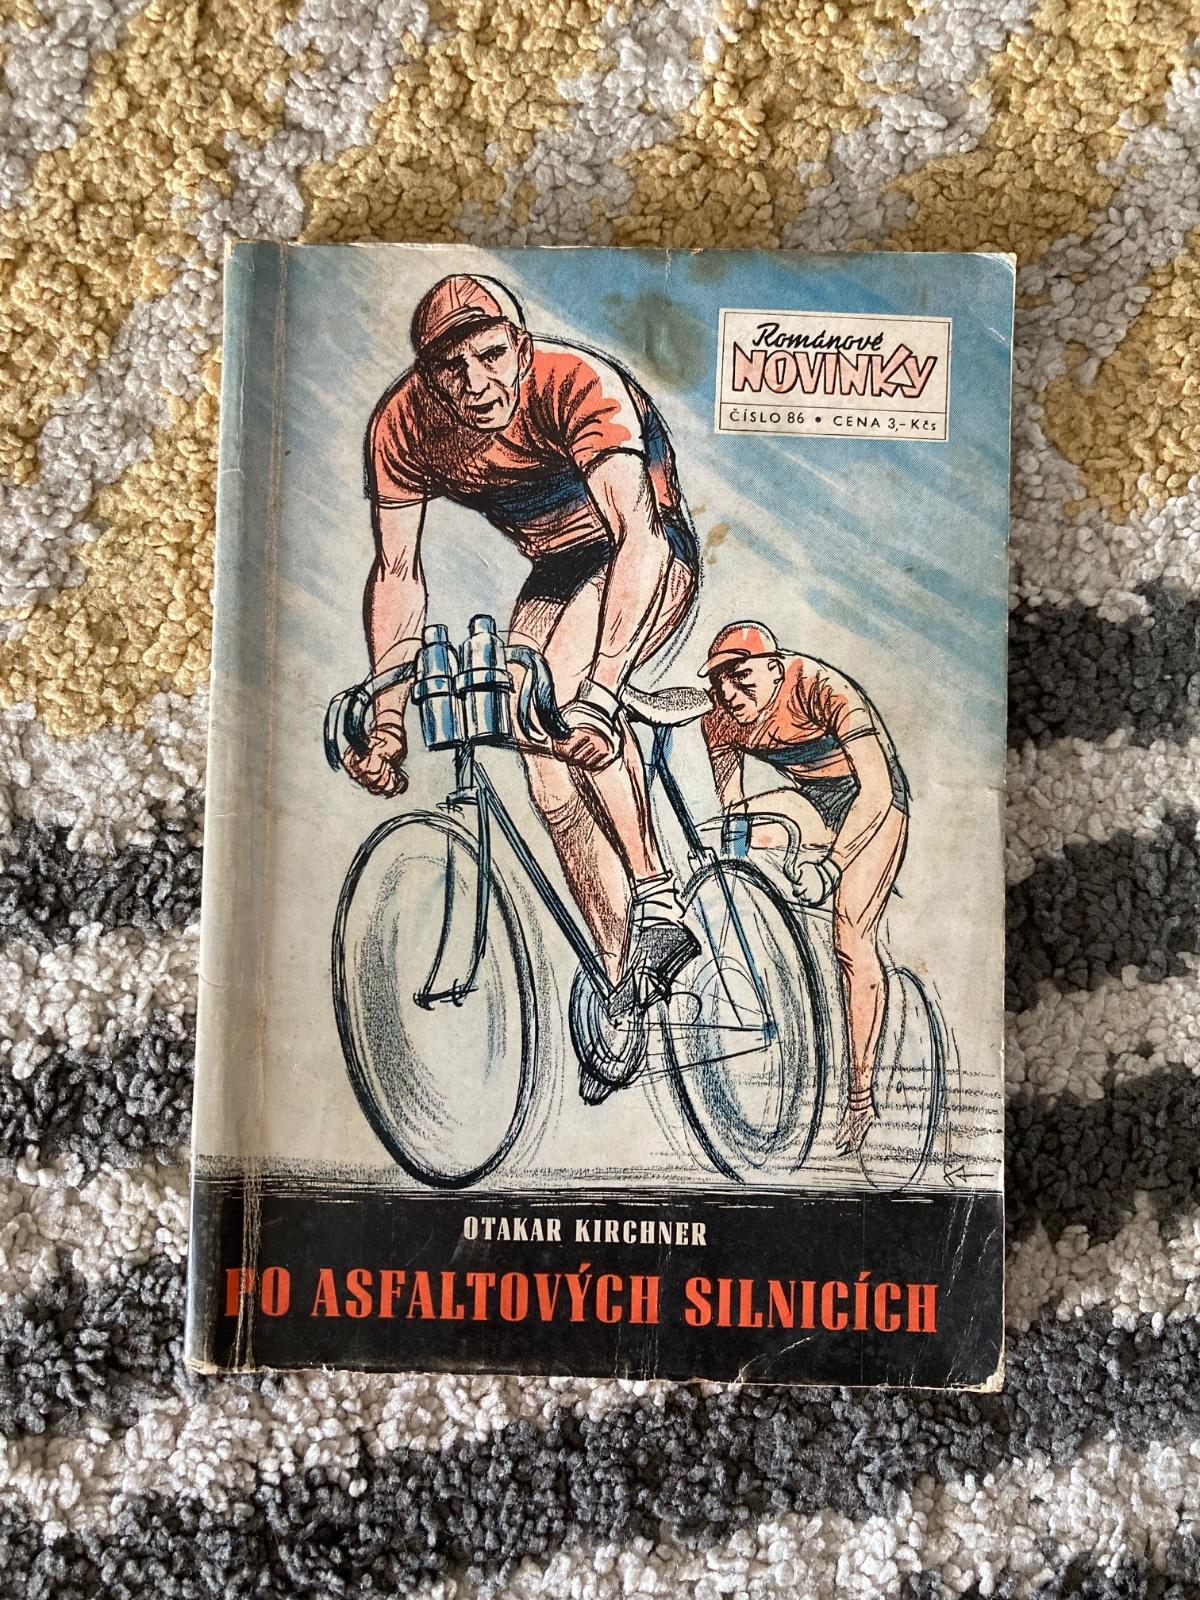 Románové
NOVINKY
ČÍSLO 86 • CENA 3,- Kčs
OTAKAR KIRCHNER
PO ASFALTOVÝCH SILNICÍCH